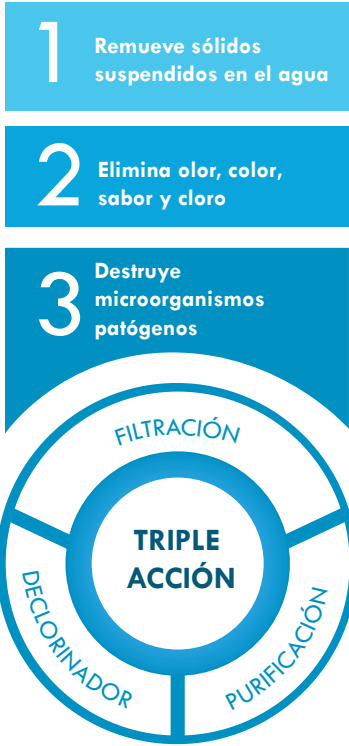 1
Remueve sólidos
suspendidos en el agua
2
Elimina olor, color,
sabor y cloro
3
Destruye
microorganismos
patógenos
FILTRACIÓN
TRIPLE
ACCIÓN
DECLORINADOR
PURIFICACIÓN